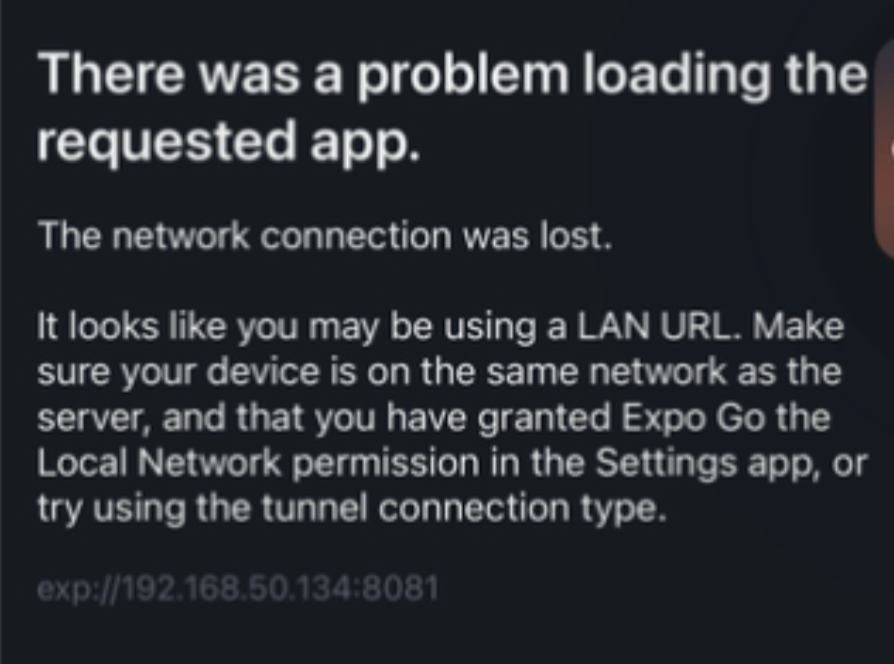 There was a problem loading the
requested app.
The network connection was lost.
It looks like you may be using a LAN URL. Make
sure your device is on the same network as the
server, and that you have granted Expo Go the
Local Network permission in the Settings app, or
try using the tunnel connection type.
exp://192.168.50.134:8081